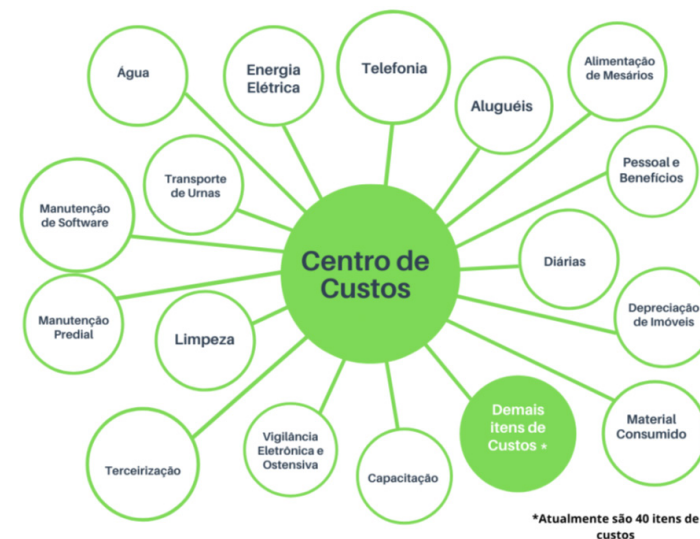 Água
Energia
Elétrica
Telefonia
Aluguéis
Alimentação
de Mesários
Transporte
de Urnas
Pessoal e
Benefícios
Manutenção
de Software
Centro de
Custos
Diárias
Manutenção
Predial
Limpeza
Depreciação
de Imóveis
Demais
itens de
Custos *
Material
Consumido
Terceirização
Vigilância
Eletrônica e
Ostensiva
Capacitação
*Atualmente são 40 itens de
custos